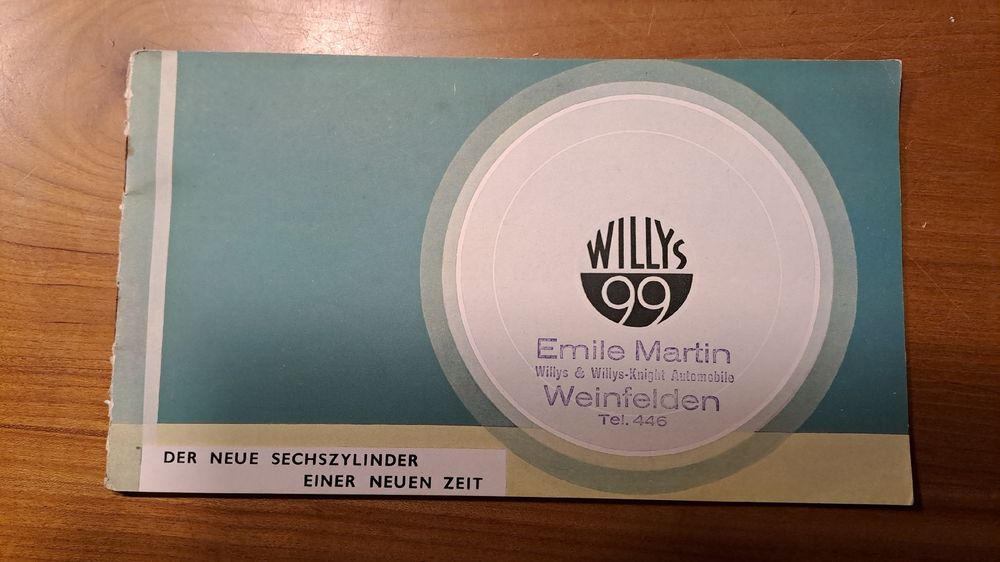 WILLYS
99
Emile Martin
Willys & Willys-Knight Automobile
Weinfelden
Tel. 446
DER NEUE SECHSZYLINDER
EINER NEUEN ZEIT